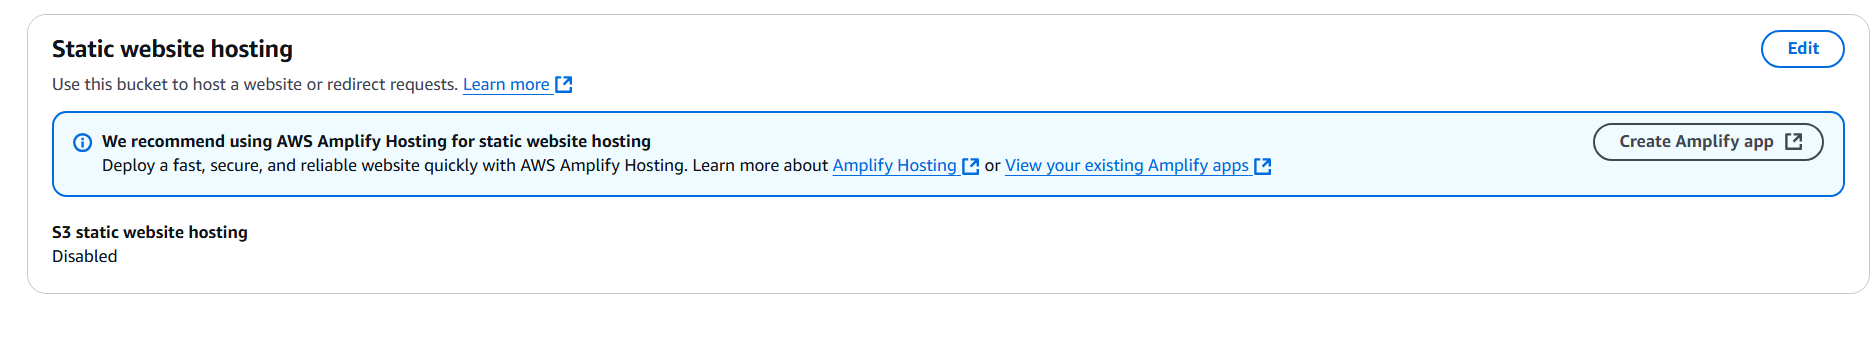 Static website hosting
Edit
Use this bucket to host a website or redirect requests. Learn more
We recommend using AWS Amplify Hosting for static website hosting
Create Amplify app
Deploy a fast, secure, and reliable website quickly with AWS Amplify Hosting. Learn more about Amplify Hosting or View your existing Amplify apps
S3 static website hosting
Disabled